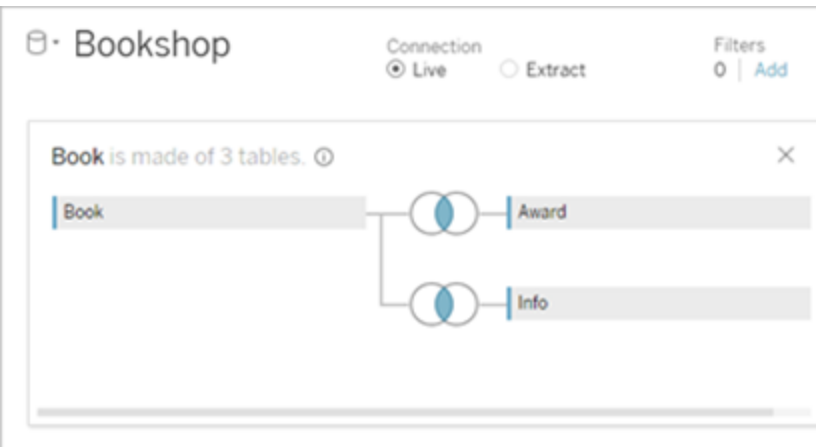 Bookshop
Connection
Live Extract
Filters
0 Add
Book is made of 3 tables.
Book Award
Info